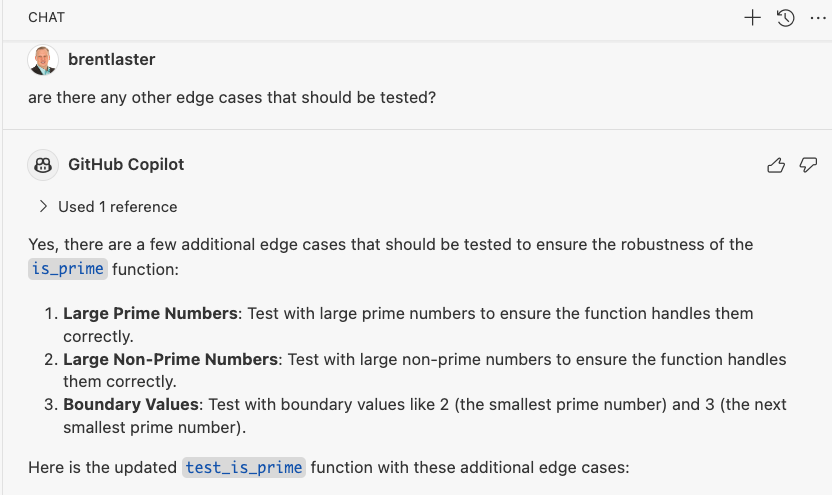 CHAT
brentlaster
are there any other edge cases that should be tested?
GitHub Copilot
Used 1 reference
Yes, there are a few additional edge cases that should be tested to ensure the robustness of the
is_prime function:
1. Large Prime Numbers: Test with large prime numbers to ensure the function handles them
correctly.
2. Large Non-Prime Numbers: Test with large non-prime numbers to ensure the function handles
them correctly.
3. Boundary Values: Test with boundary values like 2 (the smallest prime number) and 3 (the next
smallest prime number).
Here is the updated test_is_prime function with these additional edge cases: